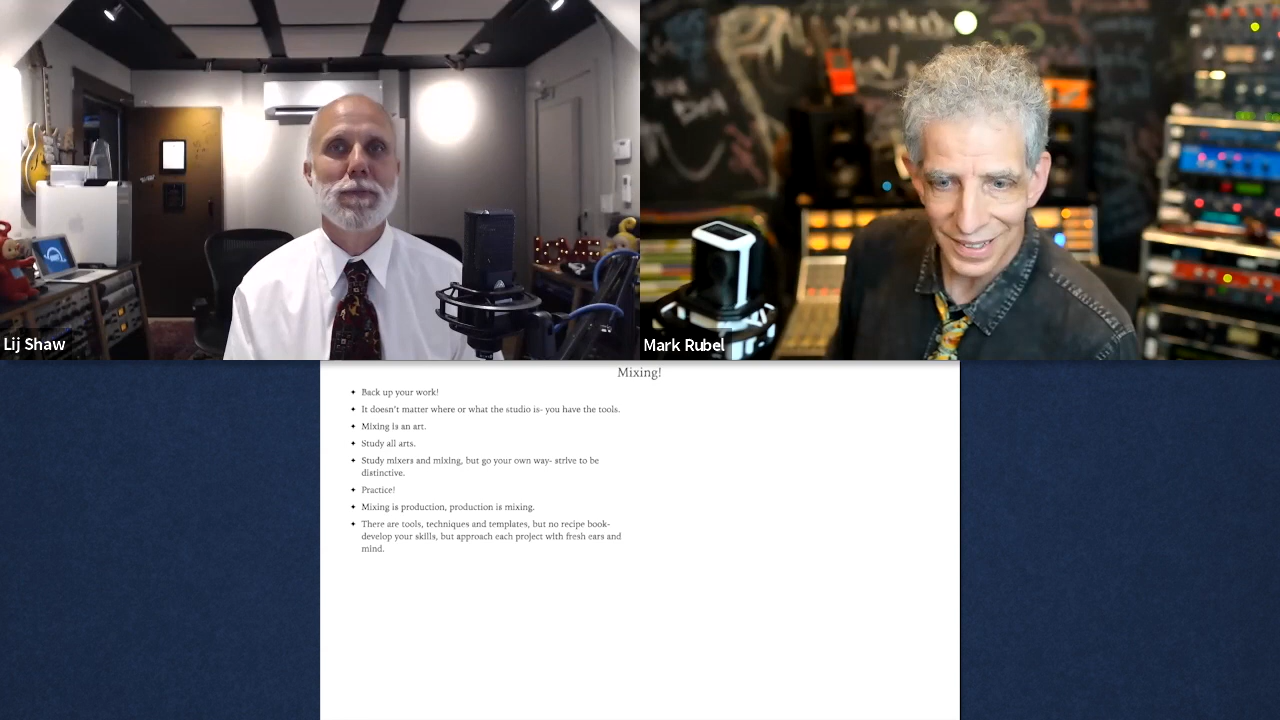 Lij Shaw
Mark Rubel
Mixing!
✦ Back up your work!
✦ It doesn't matter where or what the studio is- you have the tools.
✦ Mixing is an art.
✦ Study all arts.
✦ Study mixers and mixing, but go your own way- strive to be
distinctive.
✦ Practice!
✦ Mixing is production, production is mixing.
✦ There are tools, techniques and templates, but no recipe book-
develop your skills, but approach each project with fresh ears and
mind.